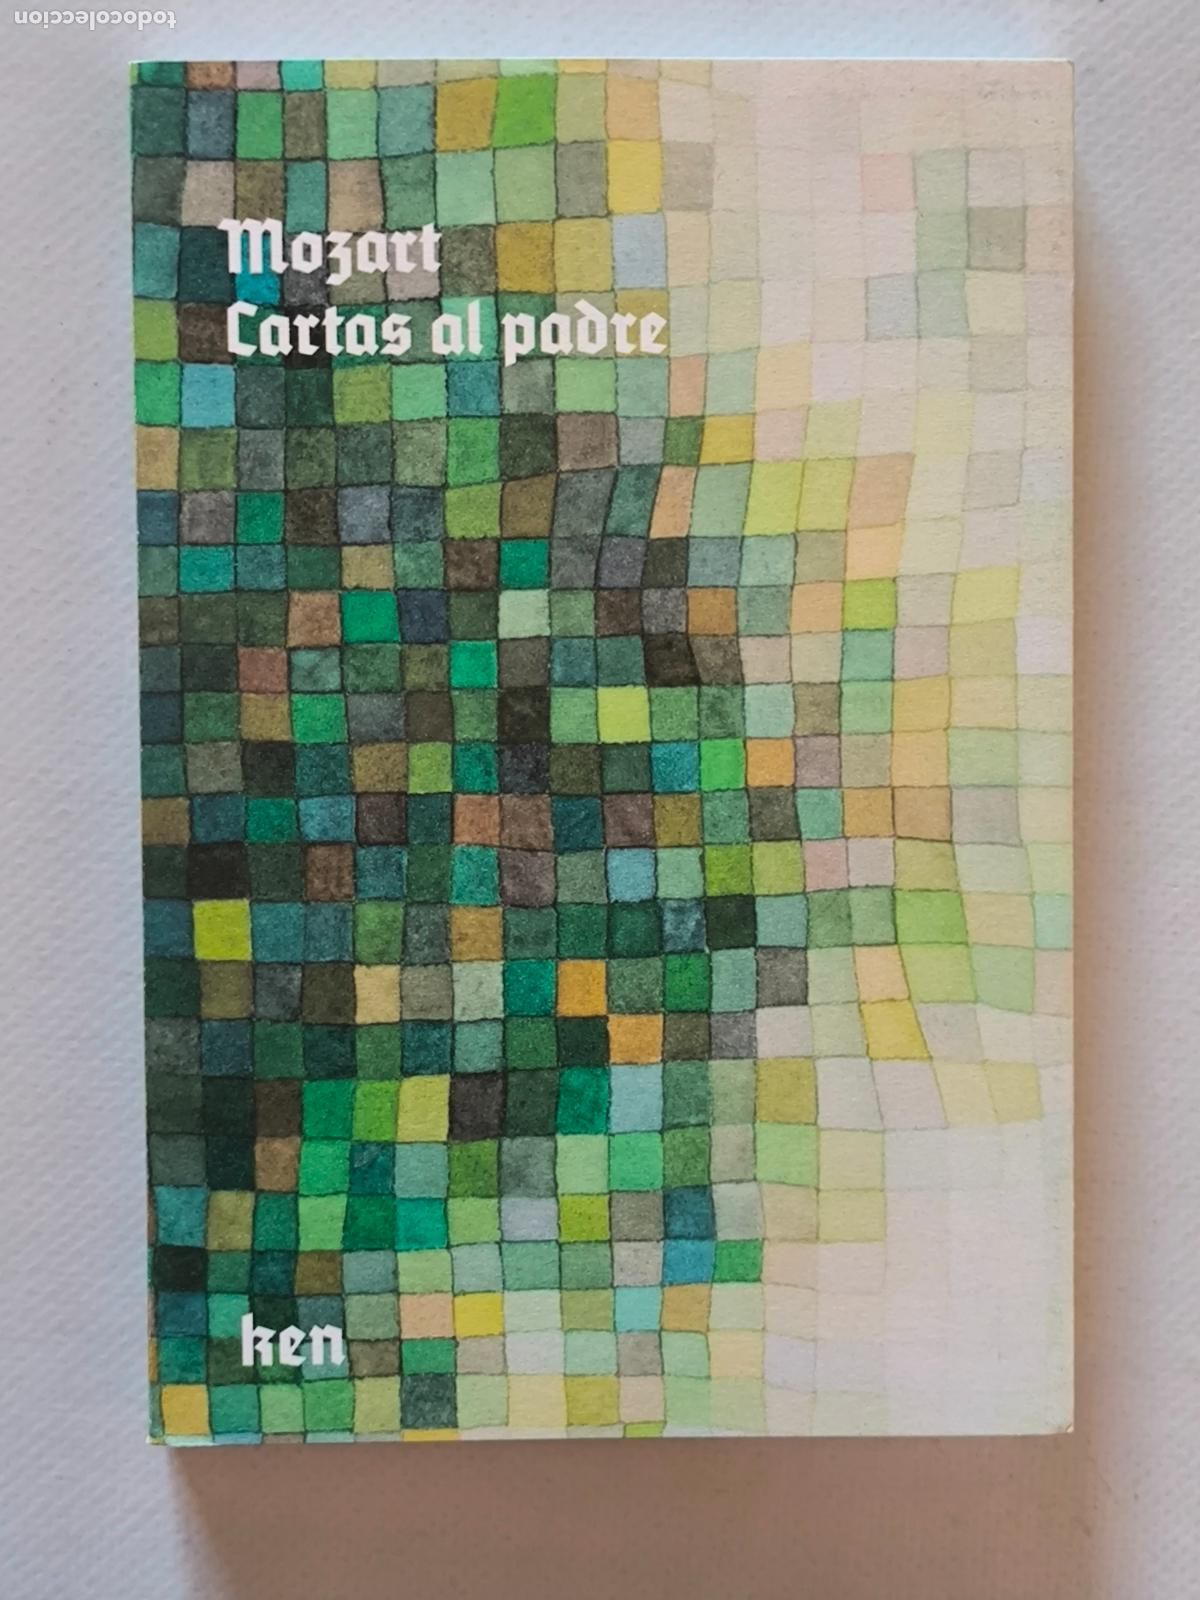 todocoleccion
Mozart
Cartas al padre
ken